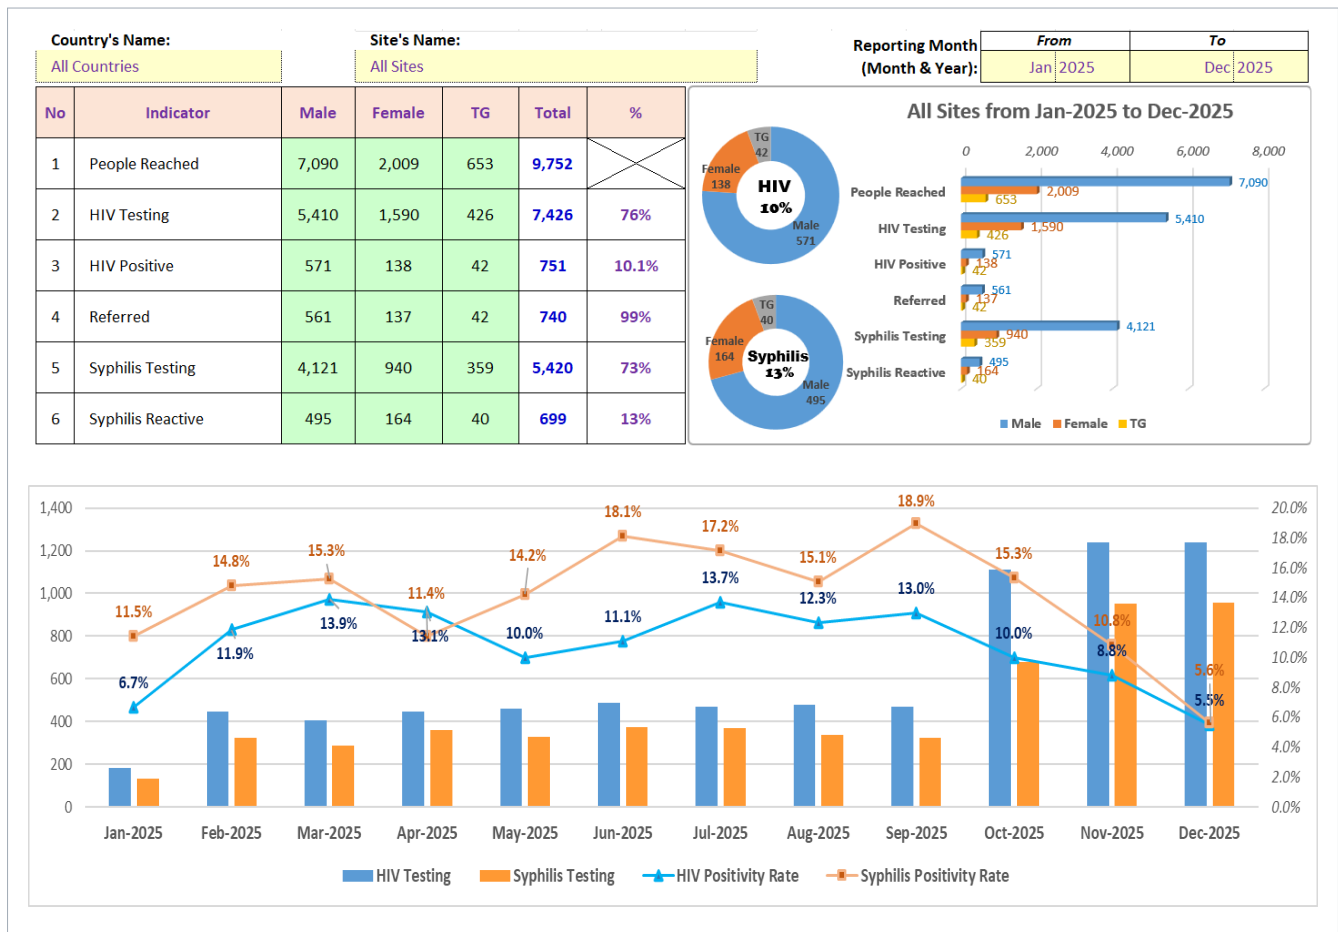 Country's Name:
Site's Name:
Reporting Month
(Month & Year):
From
To
All Countries
All Sites
Jan 2025
Dec 2025
No Indicator Male Female TG Total %
1 People Reached 7,090 2,009 653 9,752
2 HIV Testing 5,410 1,590 426 7,426 76%
3 HIV Positive 571 138 42 751 10.1%
4 Referred 561 137 42 740 99%
5 Syphilis Testing 4,121 940 359 5,420 73%
6 Syphilis Reactive 495 164 40 699 13%
All Sites from Jan-2025 to Dec-2025
TG
42
Female
138
HIV
10%
Male
571
TG
40
Female
164
Syphilis
13%
Male
495
0 2,000 4,000 6,000 8,000
People Reached 7,090 2,009 653
HIV Testing 5,410 1,590 426
HIV Positive 571 138 42
Referred 561 137 42
Syphilis Testing 4,121 940 359
Syphilis Reactive 495 164 40
Male Female TG
1,400
1,200
1,000
800
600
400
200
0
20.0%
18.0%
16.0%
14.0%
12.0%
10.0%
8.0%
6.0%
4.0%
2.0%
0.0%
11.5% 14.8% 15.3% 11.4% 14.2% 18.1% 17.2% 15.1% 18.9% 15.3% 10.8% 5.6%
6.7% 11.9% 13.9% 13.1% 10.0% 11.1% 13.7% 12.3% 13.0% 10.0% 8.8% 5.5%
Jan-2025 Feb-2025 Mar-2025 Apr-2025 May-2025 Jun-2025 Jul-2025 Aug-2025 Sep-2025 Oct-2025 Nov-2025 Dec-2025
HIV Testing Syphilis Testing HIV Positivity Rate Syphilis Positivity Rate